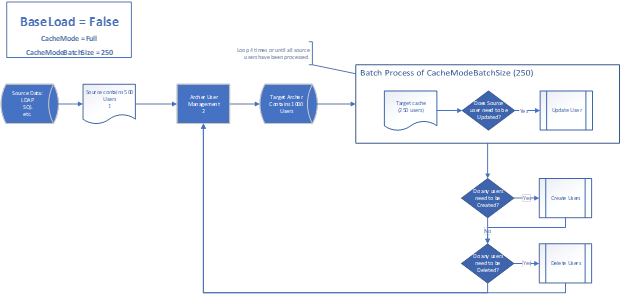 BaseLoad = False
CacheMode = Full
CacheModeBatchSize = 250
Loop 4 times or until all source
users have been processed.
Batch Process of CacheModeBatchSize (250)
Source Data:
LDAP
SQL
etc
Source contains 500
Users
1
Archer User
Management
2
Target Archer
Contains 1000
Users
Target cache
(250 users)
Does Source
user need to be
Updated?
Yes
Update User
Do any users
need to be
Created?
Yes
Create Users
No
Do any users
need to be
Deleted?
Yes
Delete Users